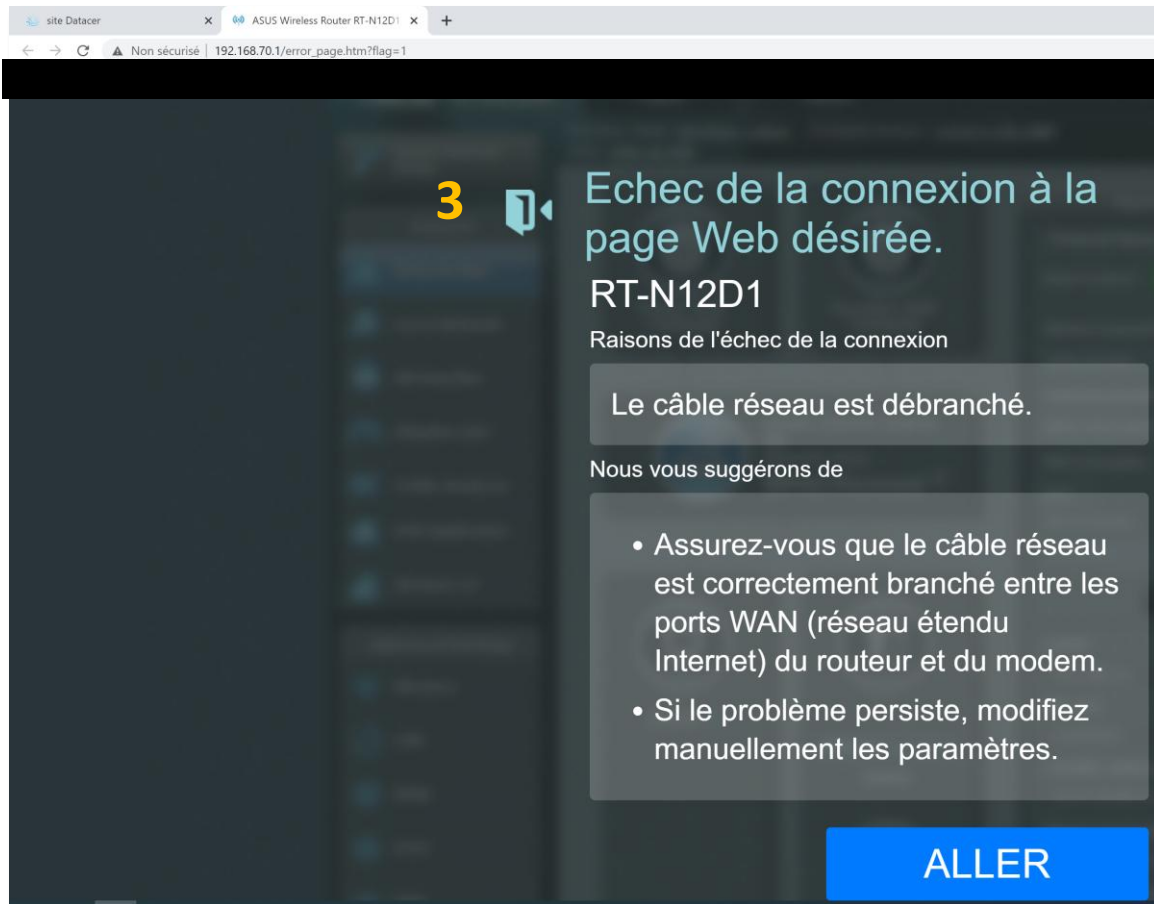 site Datacer
ASUS Wireless Router RT-N12D1
Non sécurisé | 192.168.70.1/error_page.htm?flag=1
3
Echec de la connexion à la
page Web désirée.
RT-N12D1
Raisons de l'échec de la connexion
Le câble réseau est débranché.
Nous vous suggérons de
• Assurez-vous que le câble réseau
est correctement branché entre les
ports WAN (réseau étendu
Internet) du routeur et du modem.
• Si le problème persiste, modifiez
manuellement les paramètres.
ALLER